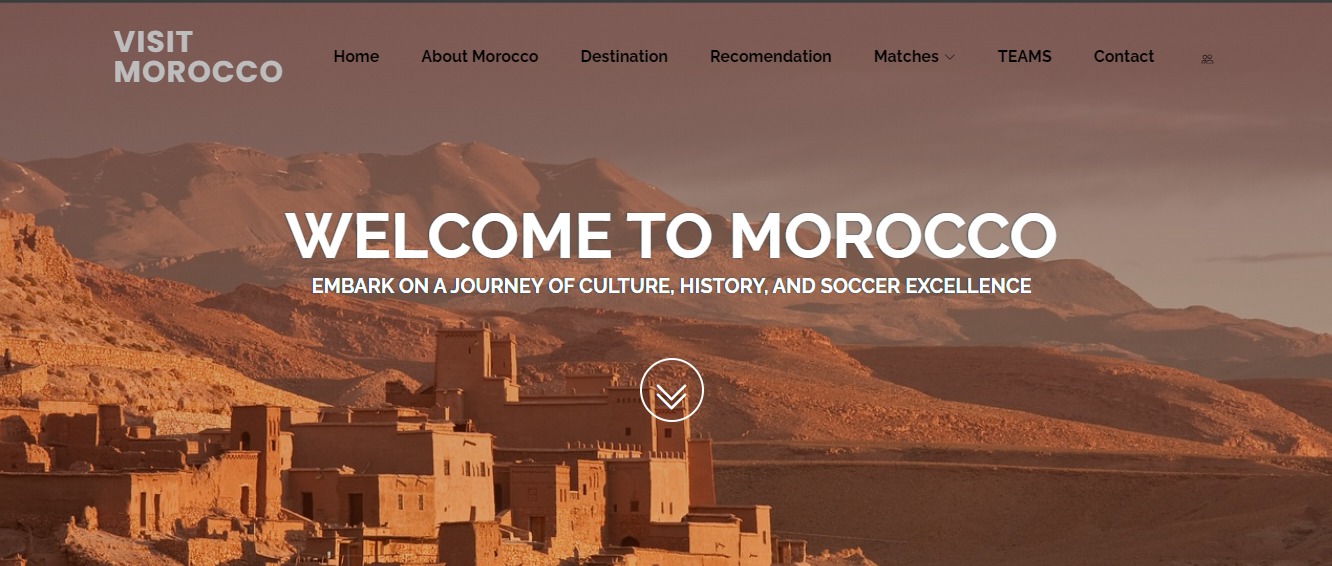 VISIT
MOROCCO
Home About Morocco Destination Recomendation Matches TEAMS Contact
WELCOME TO MOROCCO
EMBARK ON A JOURNEY OF CULTURE, HISTORY, AND SOCCER EXCELLENCE